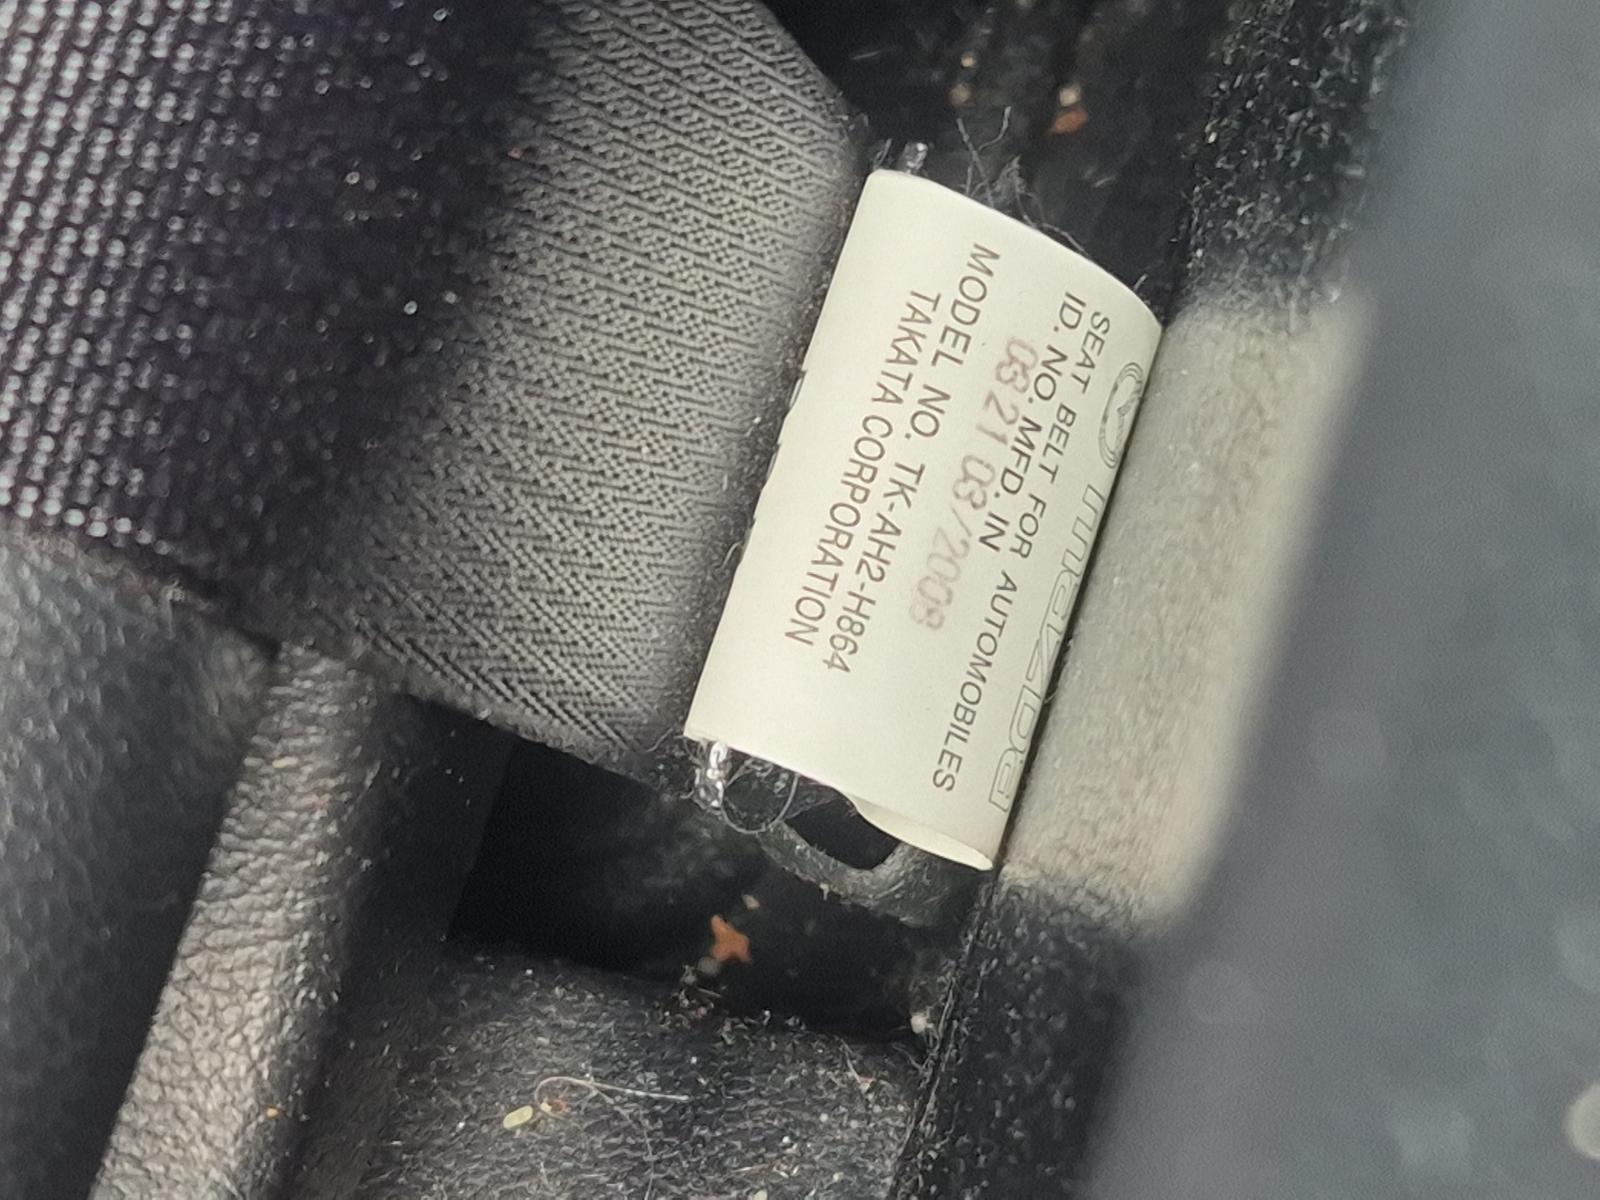 mazda
SEAT BELT FOR AUTOMOBILES
ID. NO. MFD. IN
03 21 03/2008
MODEL NO. TK-AH2-H864
TAKATA CORPORATION